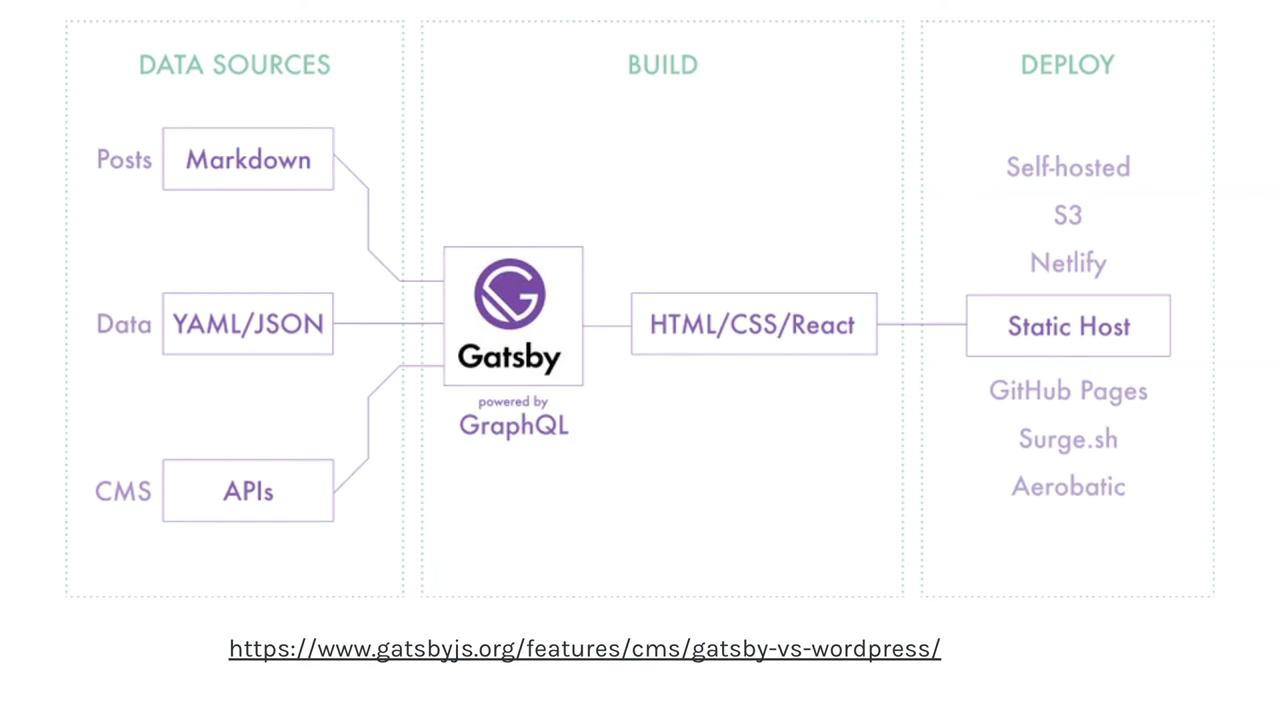 DATA SOURCES
BUILD
DEPLOY
Posts
Markdown
Data
YAML/JSON
CMS
APIs
Gatsby
powered by
GraphQL
HTML/CSS/React
Self-hosted
S3
Netlify
Static Host
GitHub Pages
Surge.sh
Aerobatic
https://www.gatsbyjs.org/features/cms/gatsby-vs-wordpress/